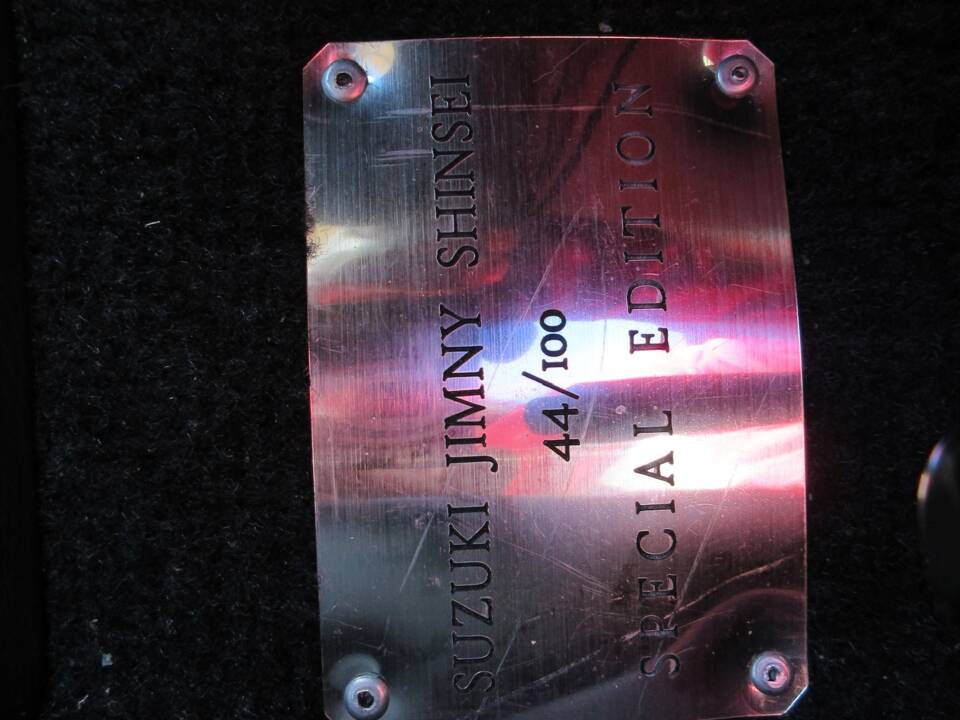 SUZUKI JIMNY SHINSEI
44/100
SPECIAL EDITION